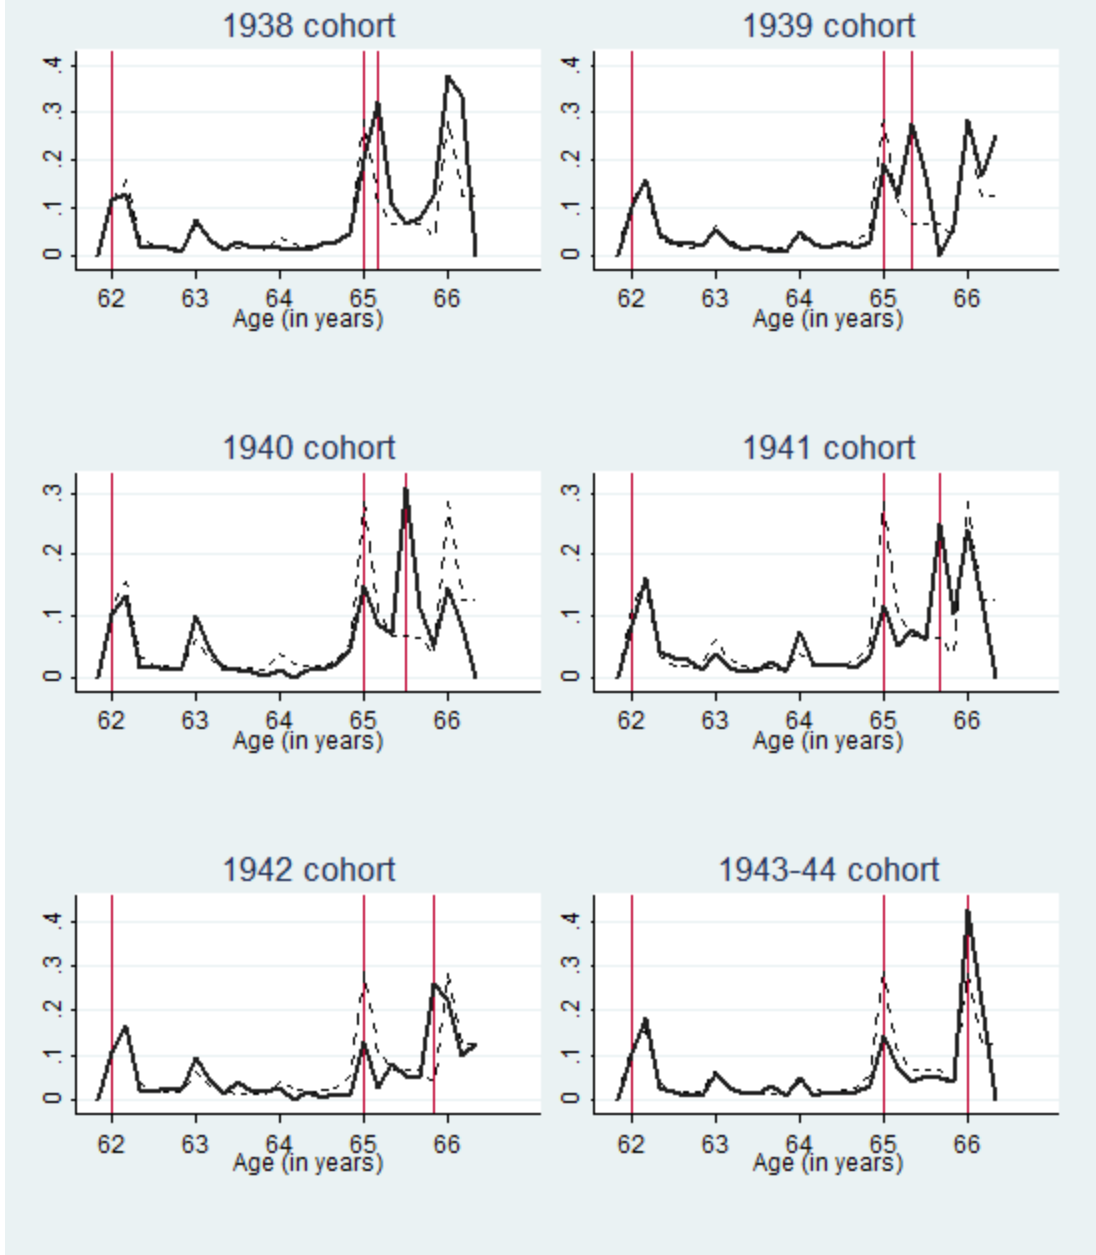 1938 cohort 1939 cohort
.4 .4
.3 .3
.2 .2
.1 .1
0 0
62 63 64 65 66 62 63 64 65 66
Age (in years) Age (in years)
1940 cohort 1941 cohort
.3 .3
.2 .2
.1 .1
0 0
62 63 64 65 66 62 63 64 65 66
Age (in years) Age (in years)
1942 cohort 1943-44 cohort
.4 .4
.3 .3
.2 .2
.1 .1
0 0
62 63 64 65 66 62 63 64 65 66
Age (in years) Age (in years)